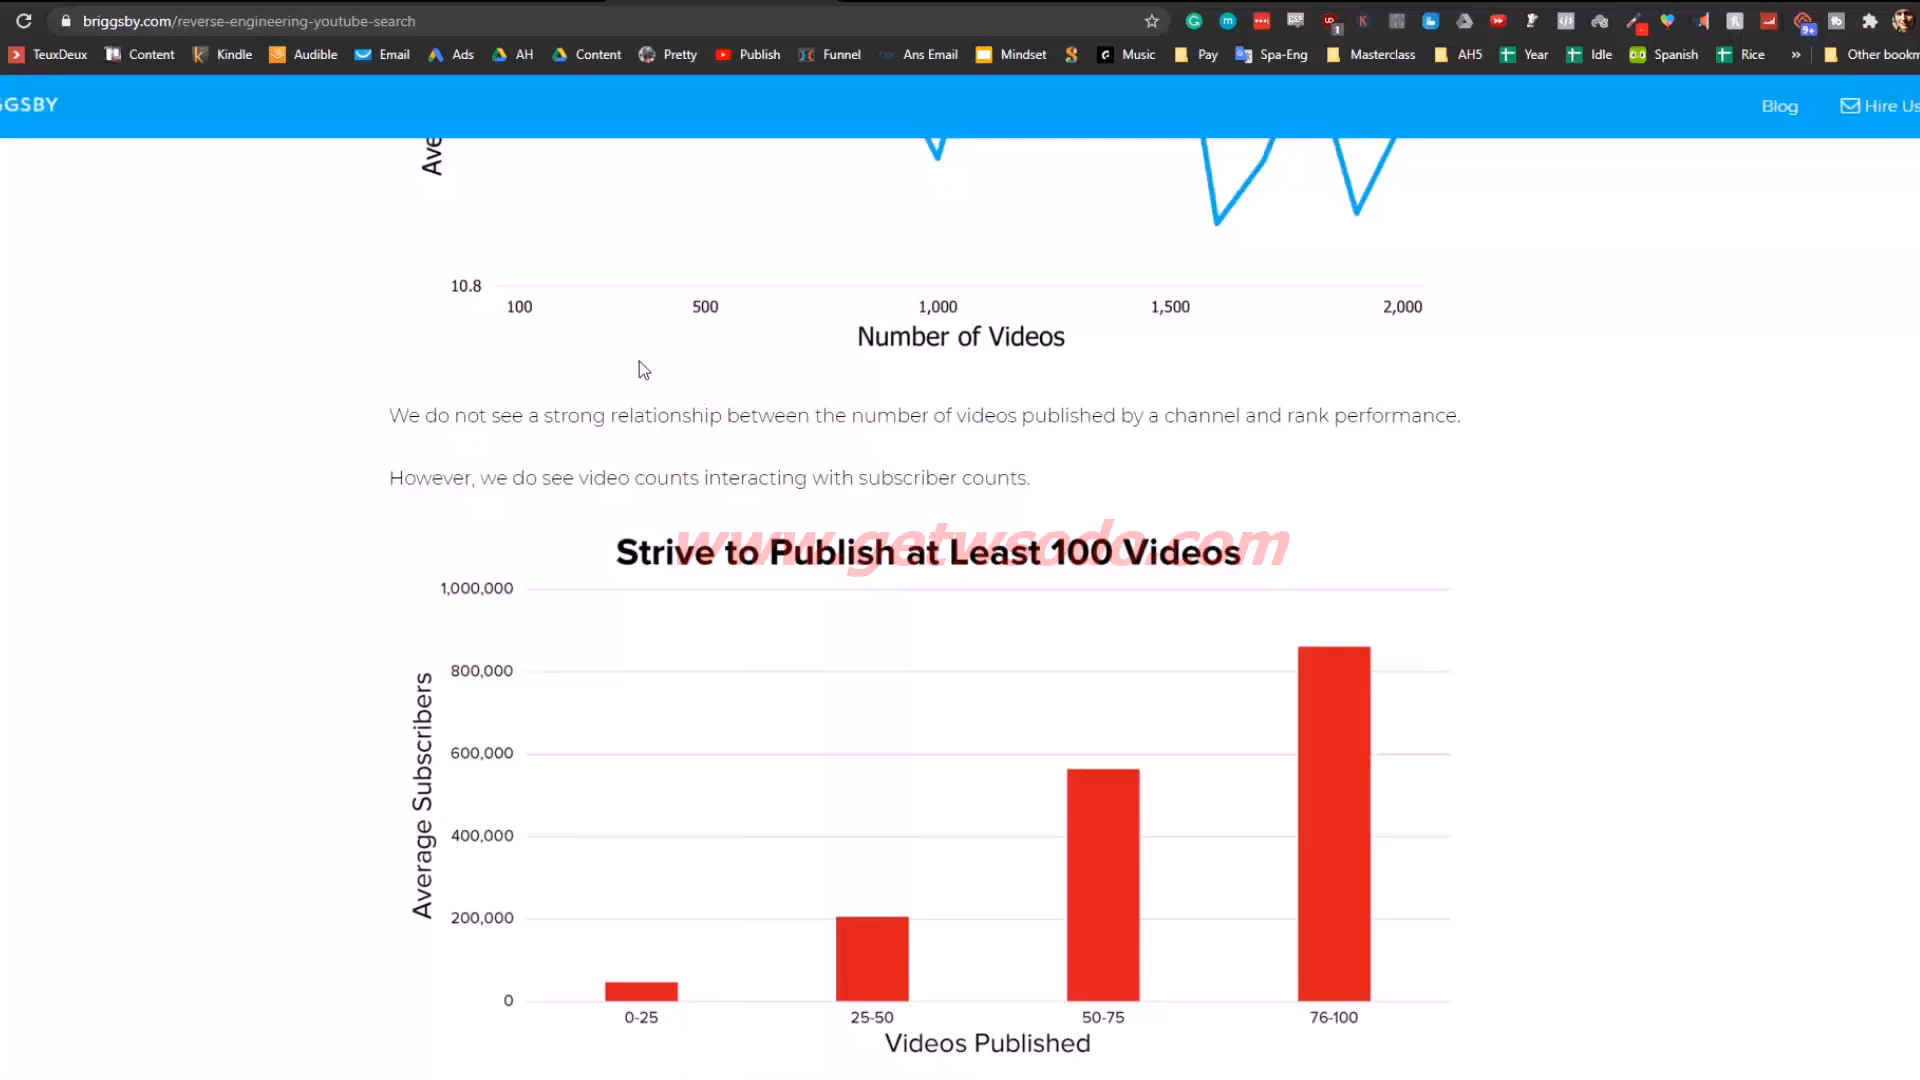 briggsby.com/reverse-engineering-youtube-search
TeuxDeux Content Kindle Audible Email Ads AH Content Pretty Publish Funnel Ans Email Mindset Music Pay Spa-Eng Masterclass AH5 Year Idle Spanish Rice » Other bookm
GGSBY
Blog Hire Us
Ave
10.8
100 500 1,000 1,500 2,000
Number of Videos
We do not see a strong relationship between the number of videos published by a channel and rank performance.
However, we do see video counts interacting with subscriber counts.
www.getwsodo.com
Strive to Publish at Least 100 Videos
1,000,000
800,000
600,000
400,000
200,000
0
Average Subscribers
0-25 25-50 50-75 76-100
Videos Published